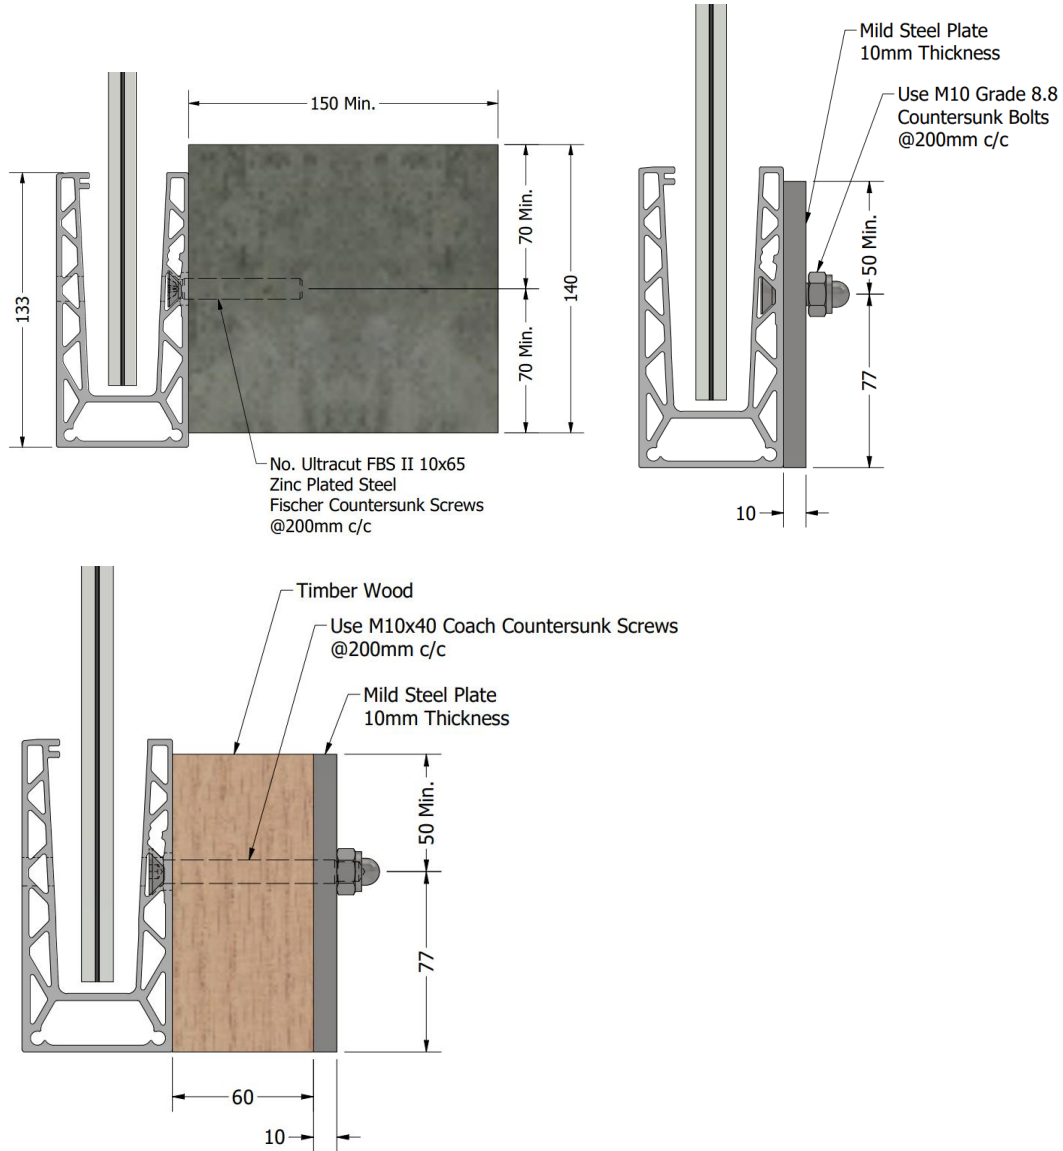 150 Min.
133
70 Min.
70 Min.
140
No. Ultracut FBS II 10x65
Zinc Plated Steel
Fischer Countersunk Screws
@200mm c/c
Mild Steel Plate
10mm Thickness
Use M10 Grade 8.8
Countersunk Bolts
@200mm c/c
50 Min.
77
10
Timber Wood
Use M10x40 Coach Countersunk Screws
@200mm c/c
Mild Steel Plate
10mm Thickness
50 Min.
77
60
10